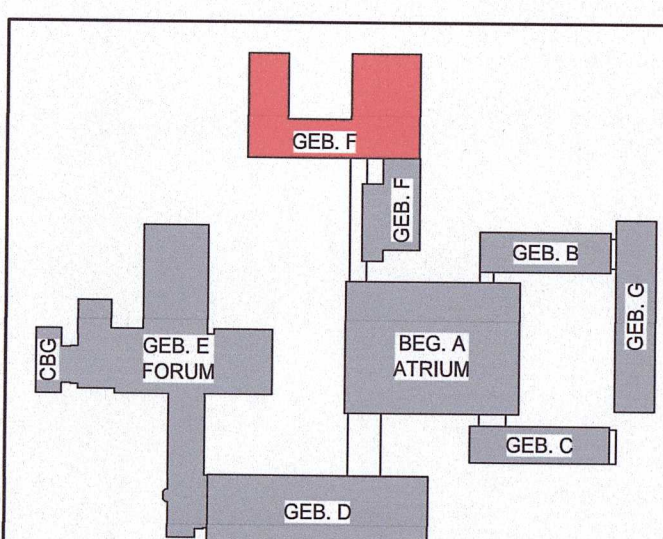 GEB. F
GEB. F
GEB. B
GEB. G
CBG
GEB. E
FORUM
BEG. A
ATRIUM
GEB. C
GEB. D